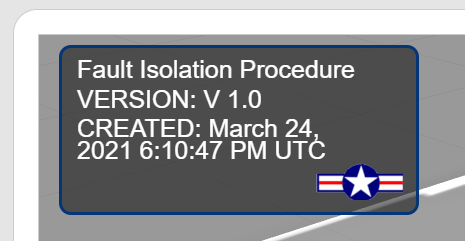 Fault Isolation Procedure
VERSION: V 1.0
CREATED: March 24,
2021 6:10:47 PM UTC